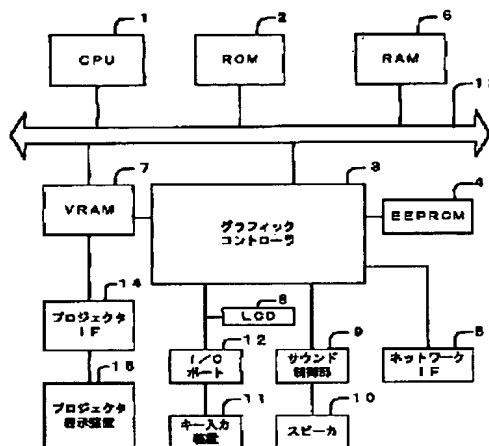 1
CPU
2
ROM
6
RAM
7
VRAM
3
グラフィック
コントローラ
4
EEPROM
14
プロジェクタ
IF
8
LCD
12
I/O
ポート
9
サウンド
制御部
5
ネットワーク
IF
プロジェクタ
表示装置
11
キー入力
装置
10
スピーカ